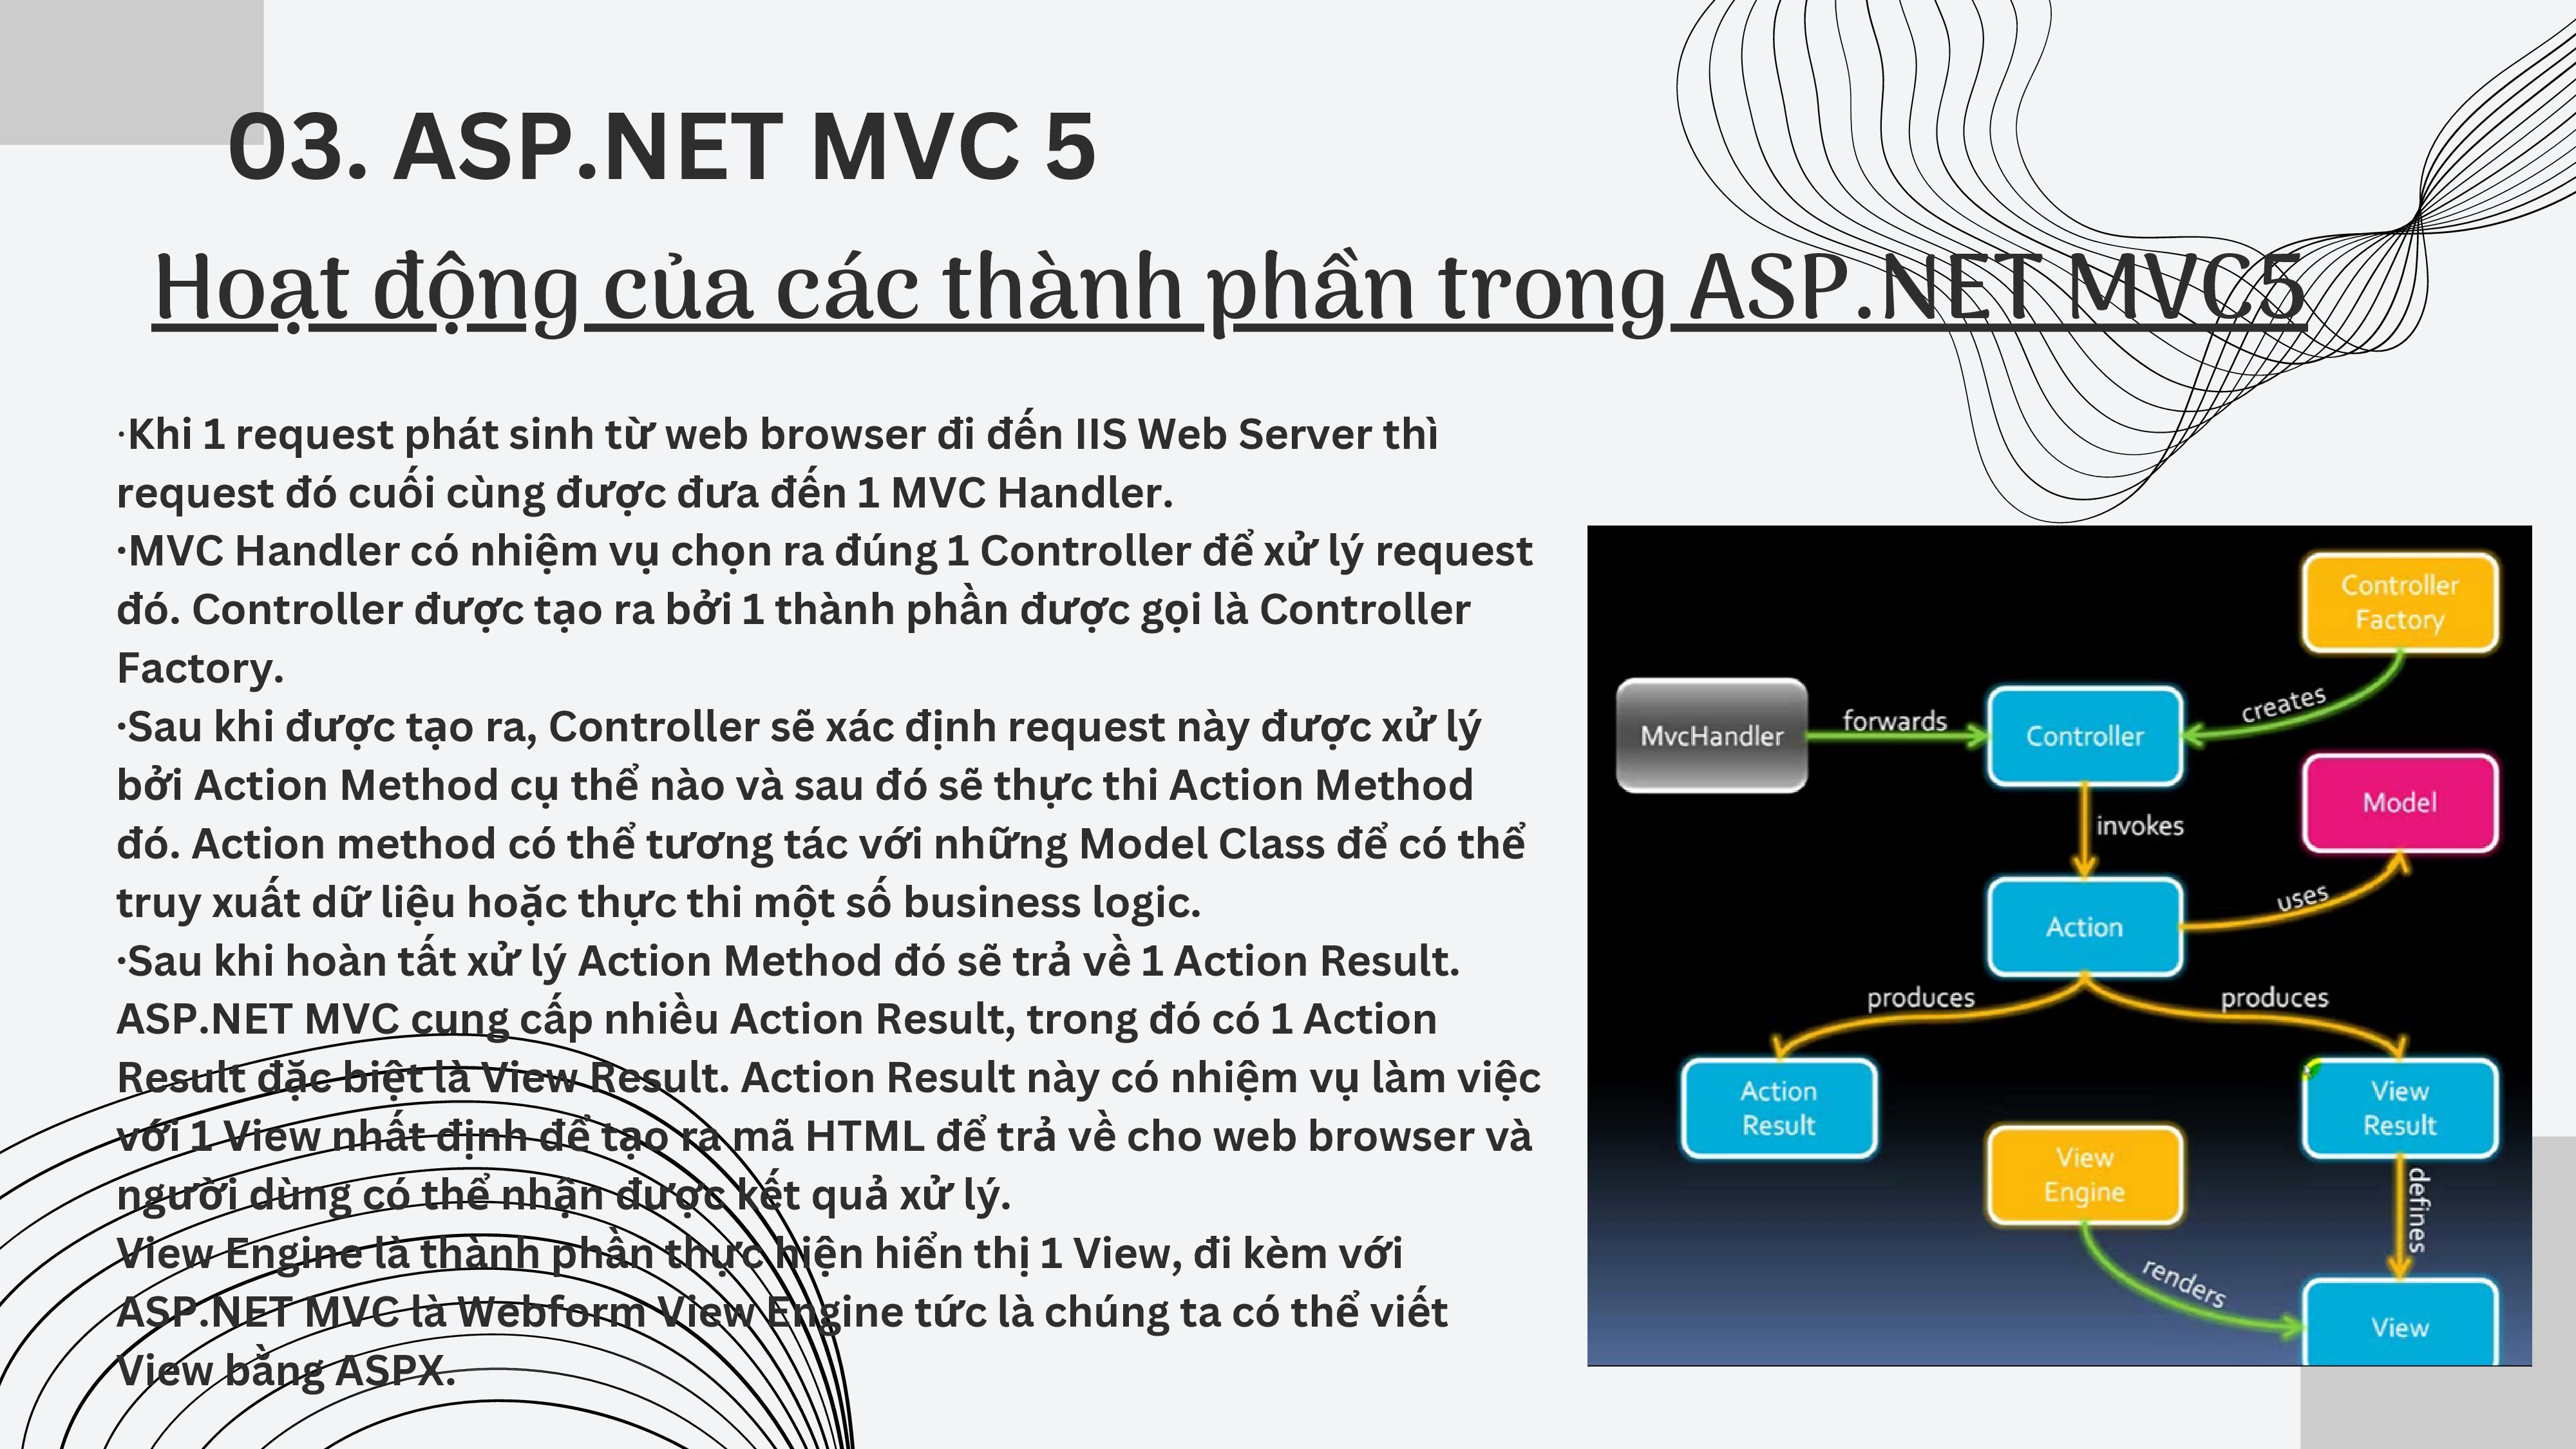 03. ASP.NET MVC 5
Hoạt động của các thành phần trong ASP.NET MVC5
·Khi 1 request phát sinh từ web browser đi đến IIS Web Server thì
request đó cuối cùng được đưa đến 1 MVC Handler.
·MVC Handler có nhiệm vụ chọn ra đúng 1 Controller để xử lý request
đó. Controller được tạo ra bởi 1 thành phần được gọi là Controller
Factory.
·Sau khi được tạo ra, Controller sẽ xác định request này được xử lý
bởi Action Method cụ thể nào và sau đó sẽ thực thi Action Method
đó. Action method có thể tương tác với những Model Class để có thể
truy xuất dữ liệu hoặc thực thi một số business logic.
·Sau khi hoàn tất xử lý Action Method đó sẽ trả về 1 Action Result.
ASP.NET MVC cung cấp nhiều Action Result, trong đó có 1 Action
Result đặc biệt là View Result. Action Result này có nhiệm vụ làm việc
với 1 View nhất định để tạo ra mã HTML để trả về cho web browser và
người dùng có thể nhận được kết quả xử lý.
View Engine là thành phần thực hiện hiển thị 1 View, đi kèm với
ASP.NET MVC là Webform View Engine tức là chúng ta có thể viết
View bằng ASPX.
Controller
Factory
creates
MvcHandler
forwards
Controller
Model
invokes
uses
Action
produces
produces
Action
Result
View
Result
View
Engine
defines
renders
View